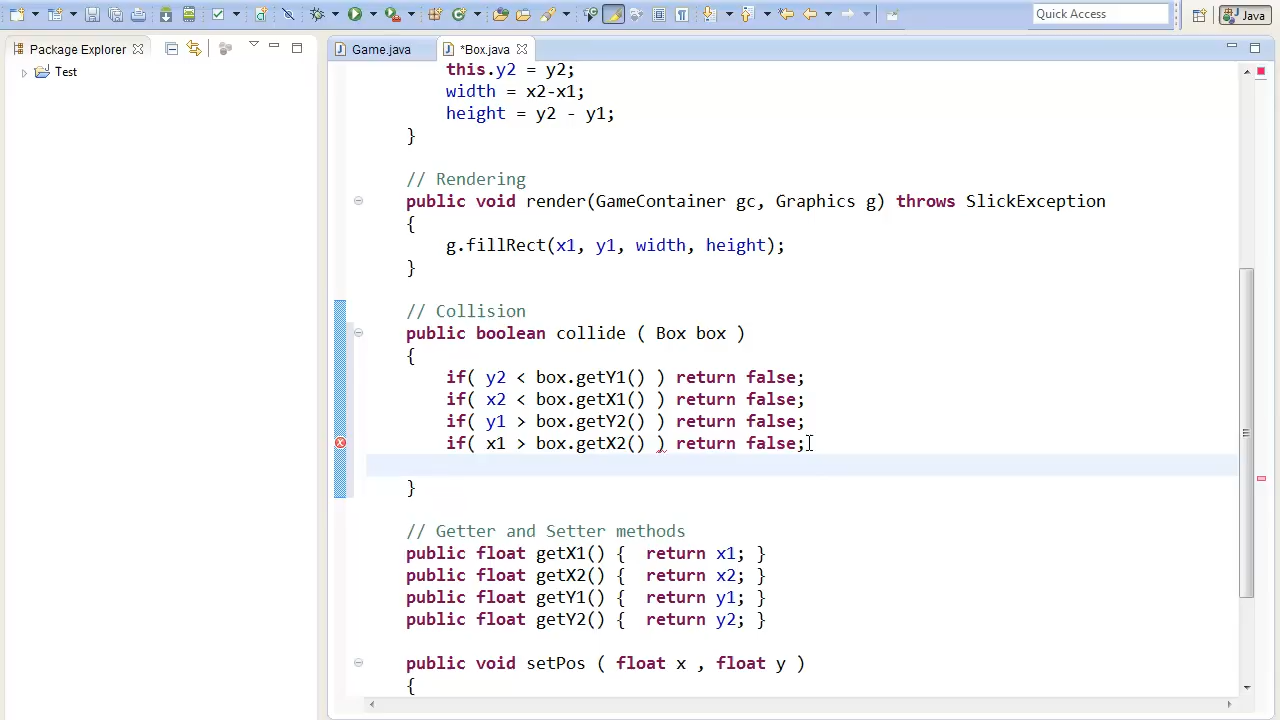 Quick Access
Java
Package Explorer
Game.java
*Box.java
Test
this.y2 = y2;
width = x2-x1;
height = y2 - y1;
}
// Rendering
public void render(GameContainer gc, Graphics g) throws SlickException
{
g.fillRect(x1, y1, width, height);
}
// Collision
public boolean collide ( Box box )
{
if( y2 < box.getY1() ) return false;
if( x2 < box.getX1() ) return false;
if( y1 > box.getY2() ) return false;
if( x1 > box.getX2() ) return false;
}
// Getter and Setter methods
public float getX1() {  return x1; }
public float getX2() {  return x2; }
public float getY1() {  return y1; }
public float getY2() {  return y2; }
public void setPos ( float x , float y )
{